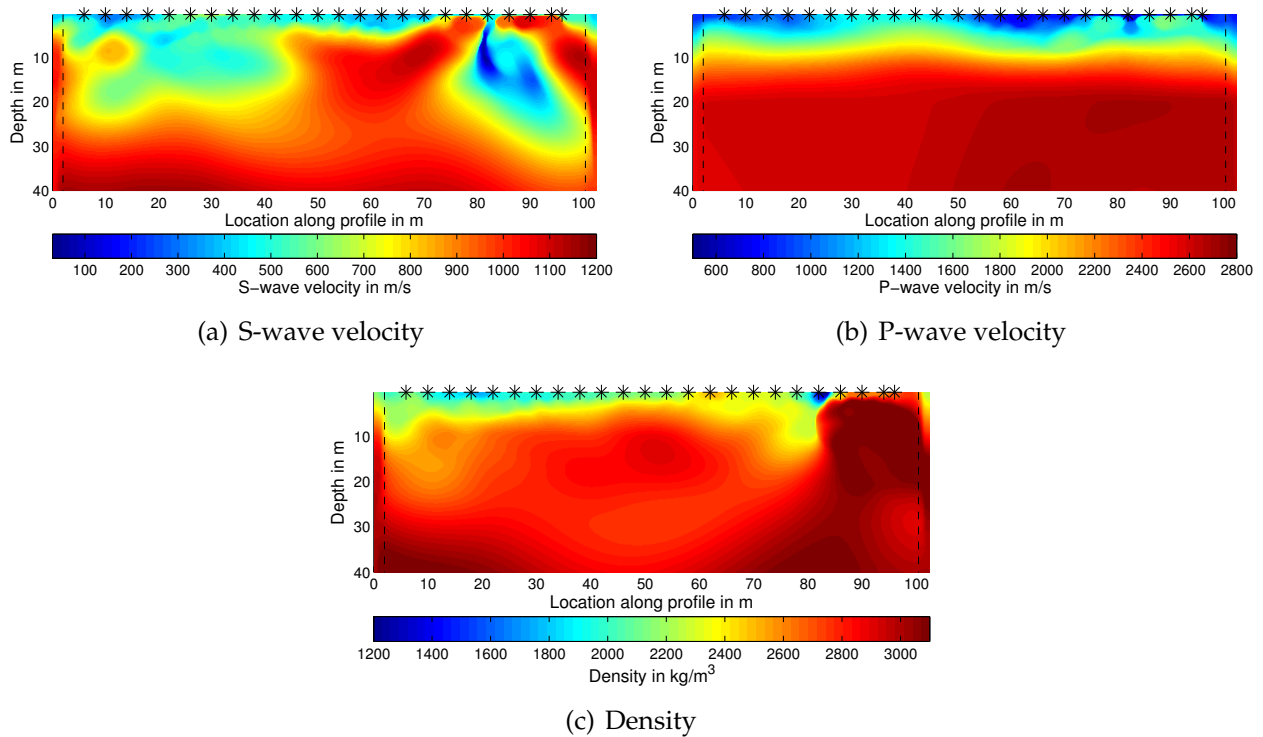 Depth in m
10
20
30
40
0 10 20 30 40 50 60 70 80 90 100
Location along profile in m
100 200 300 400 500 600 700 800 900 1000 1100 1200
S−wave velocity in m/s
(a) S-wave velocity
Depth in m
10
20
30
40
0 10 20 30 40 50 60 70 80 90 100
Location along profile in m
600 800 1000 1200 1400 1600 1800 2000 2200 2400 2600 2800
P−wave velocity in m/s
(b) P-wave velocity
Depth in m
10
20
30
40
0 10 20 30 40 50 60 70 80 90 100
Location along profile in m
1200 1400 1600 1800 2000 2200 2400 2600 2800 3000
Density in kg/m³
(c) Density